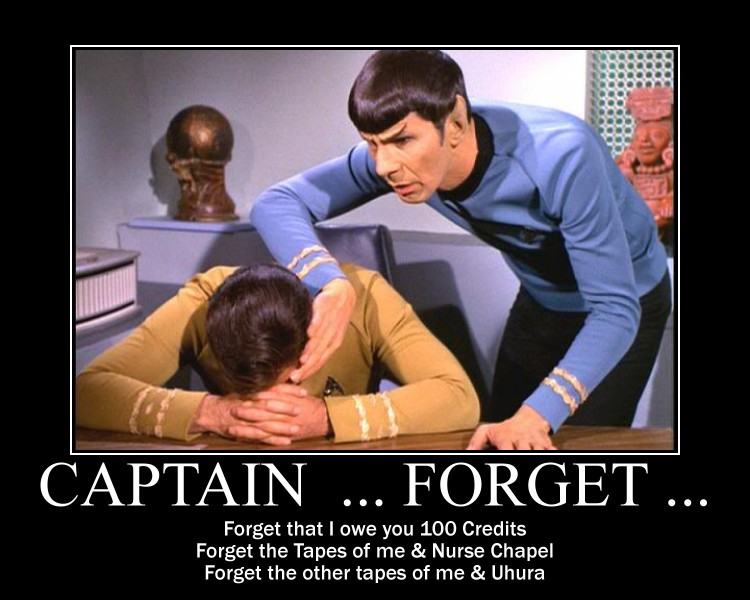 CAPTAIN ... FORGET ...
Forget that I owe you 100 Credits
Forget the Tapes of me & Nurse Chapel
Forget the other tapes of me & Uhura